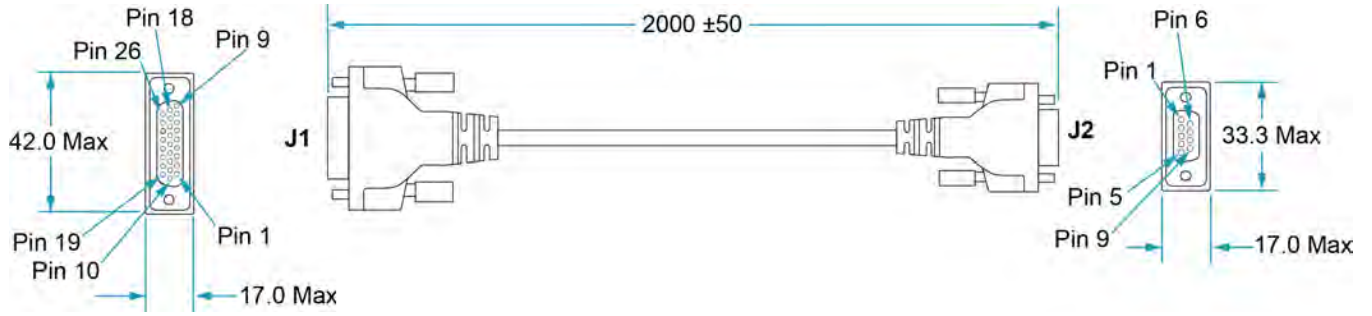 Pin 18
Pin 9
Pin 26
42.0 Max
Pin 19
Pin 10
Pin 1
17.0 Max
2000 ±50
J1
J2
Pin 6
Pin 1
33.3 Max
Pin 5
Pin 9
17.0 Max